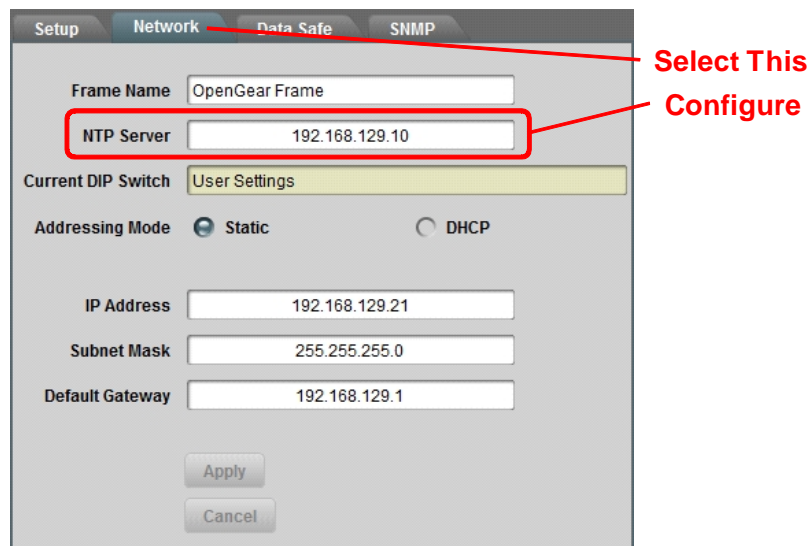 Setup Network Data Safe SNMP
Select This
Frame Name OpenGear Frame
Configure
NTP Server 192.168.129.10
Current DIP Switch User Settings
Addressing Mode Static DHCP
IP Address 192.168.129.21
Subnet Mask 255.255.255.0
Default Gateway 192.168.129.1
Apply
Cancel